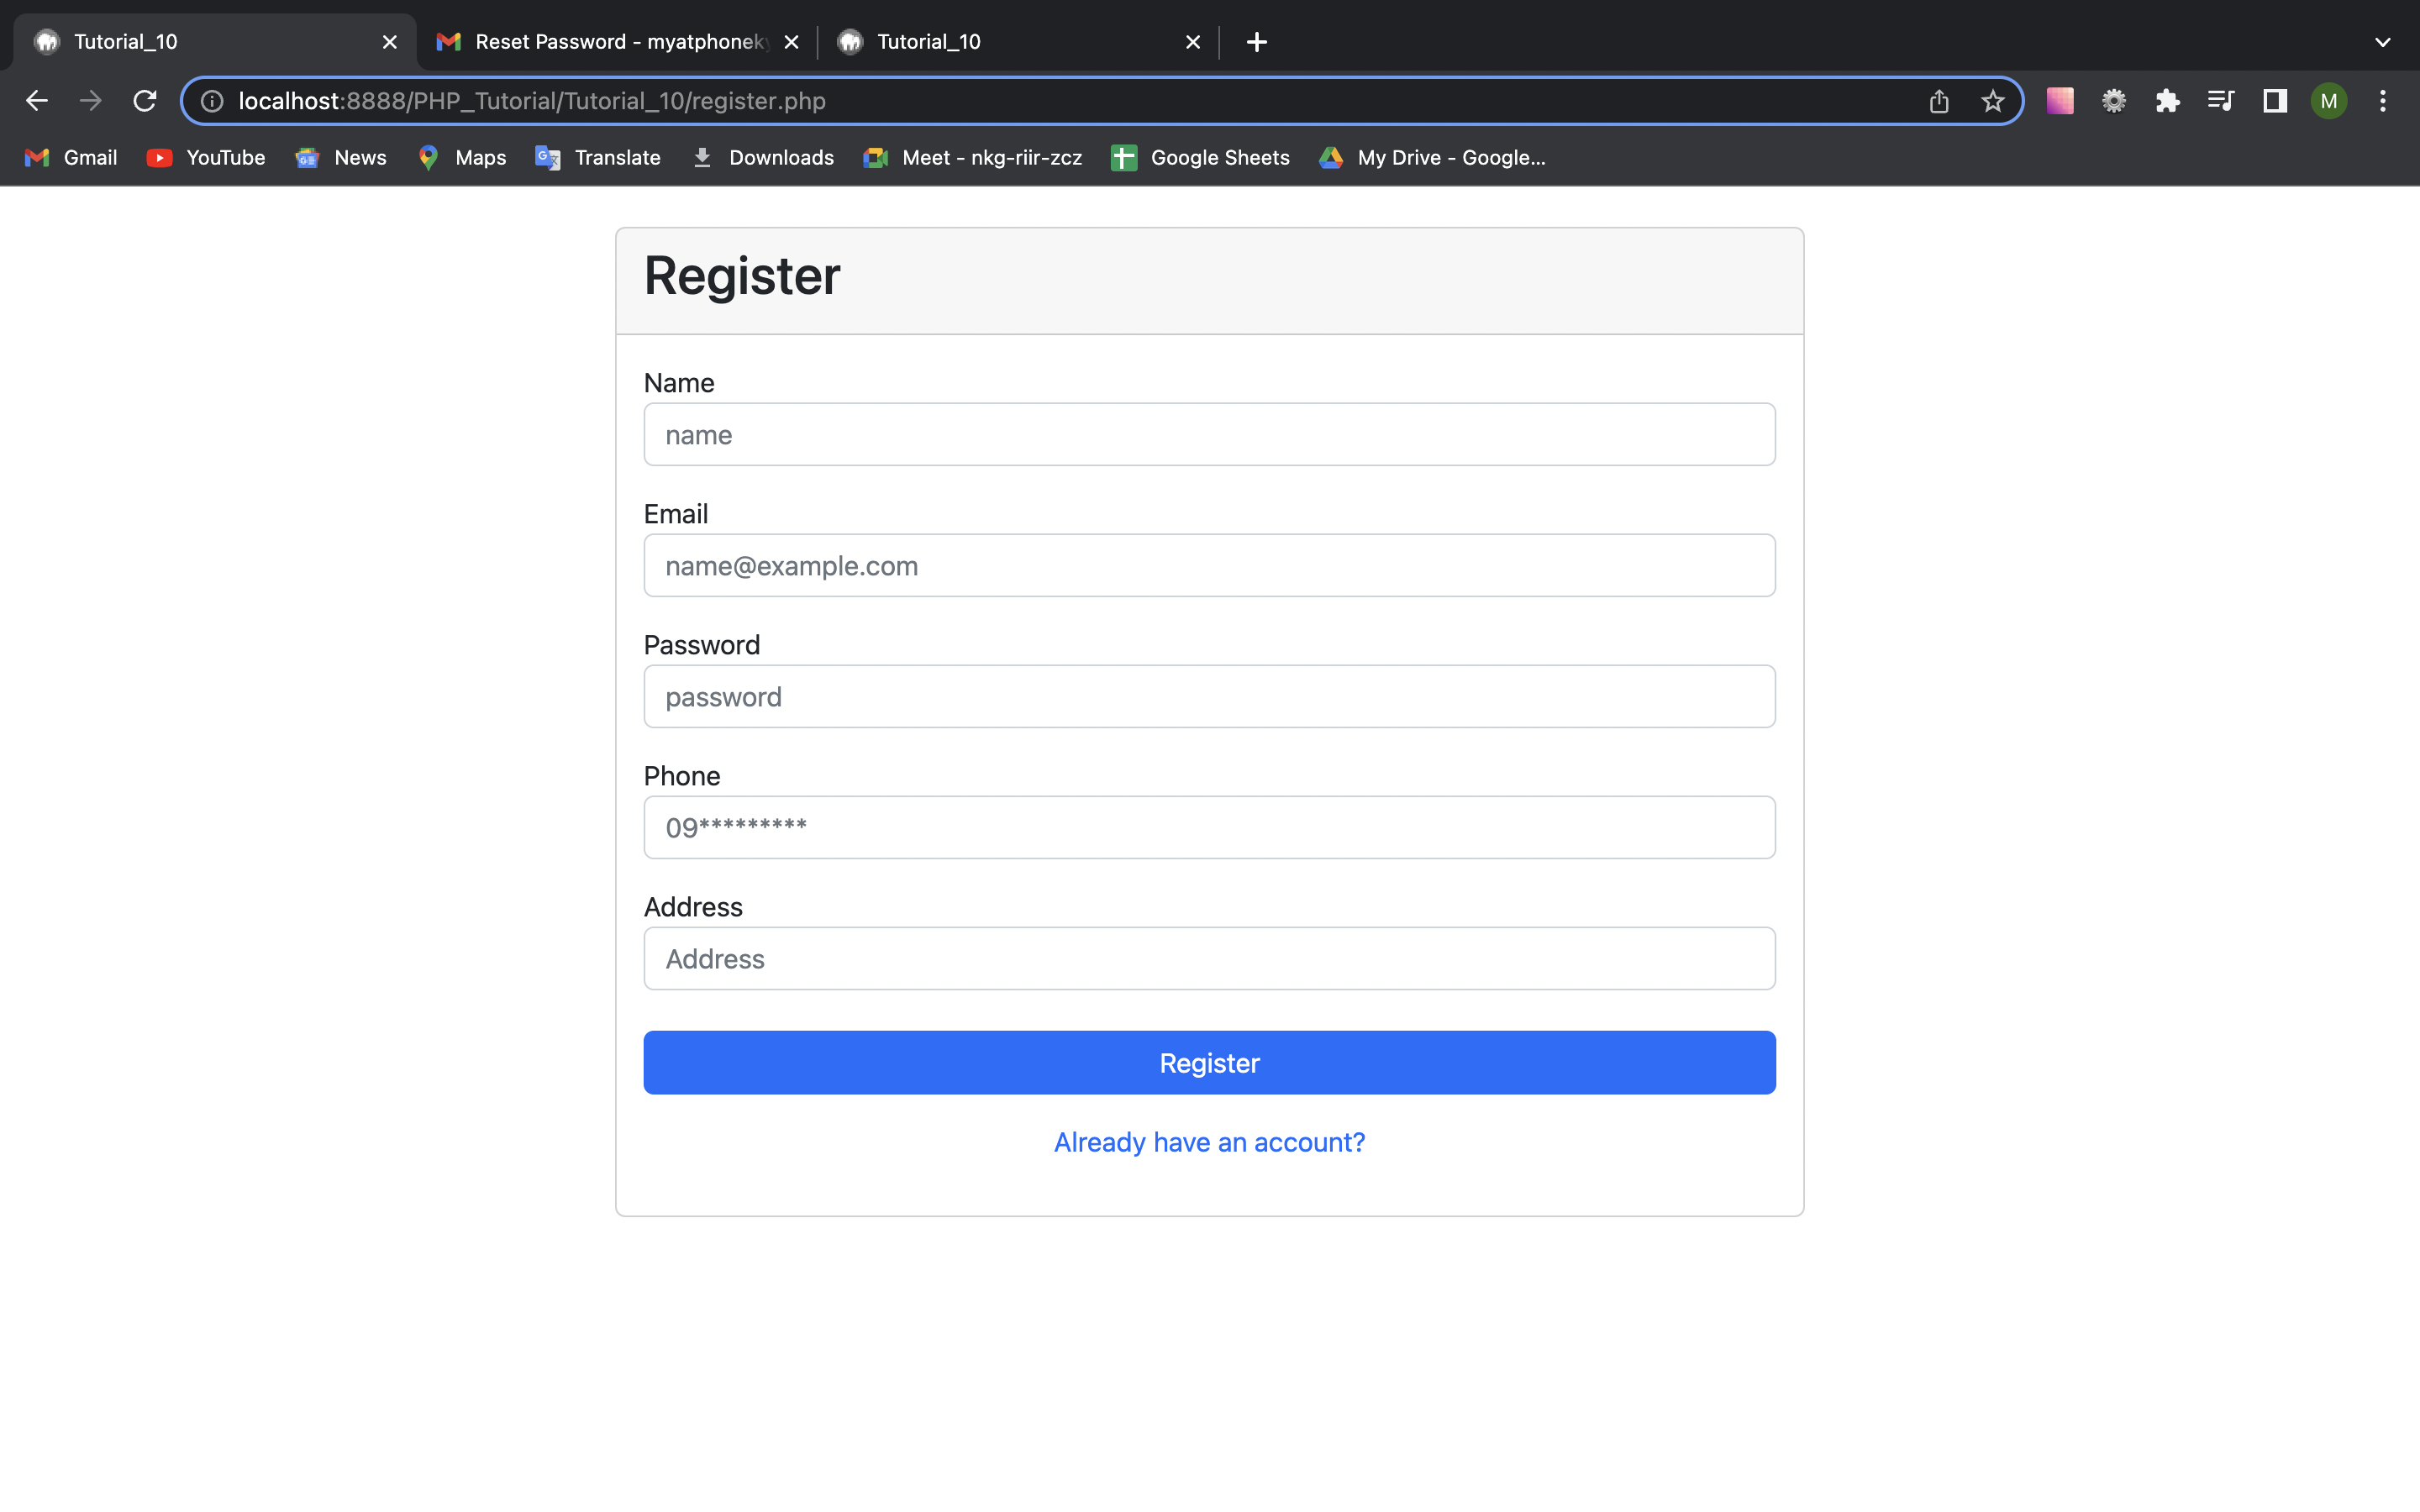 Tutorial_10
Reset Password - myatphoneky
Tutorial_10
localhost:8888/PHP_Tutorial/Tutorial_10/register.php
M
Gmail
YouTube
News
Maps
Translate
Downloads
Meet - nkg-riir-zcz
Google Sheets
My Drive - Google...
Register
Name
name
Email
name@example.com
Password
password
Phone
09*********
Address
Address
Register
Already have an account?